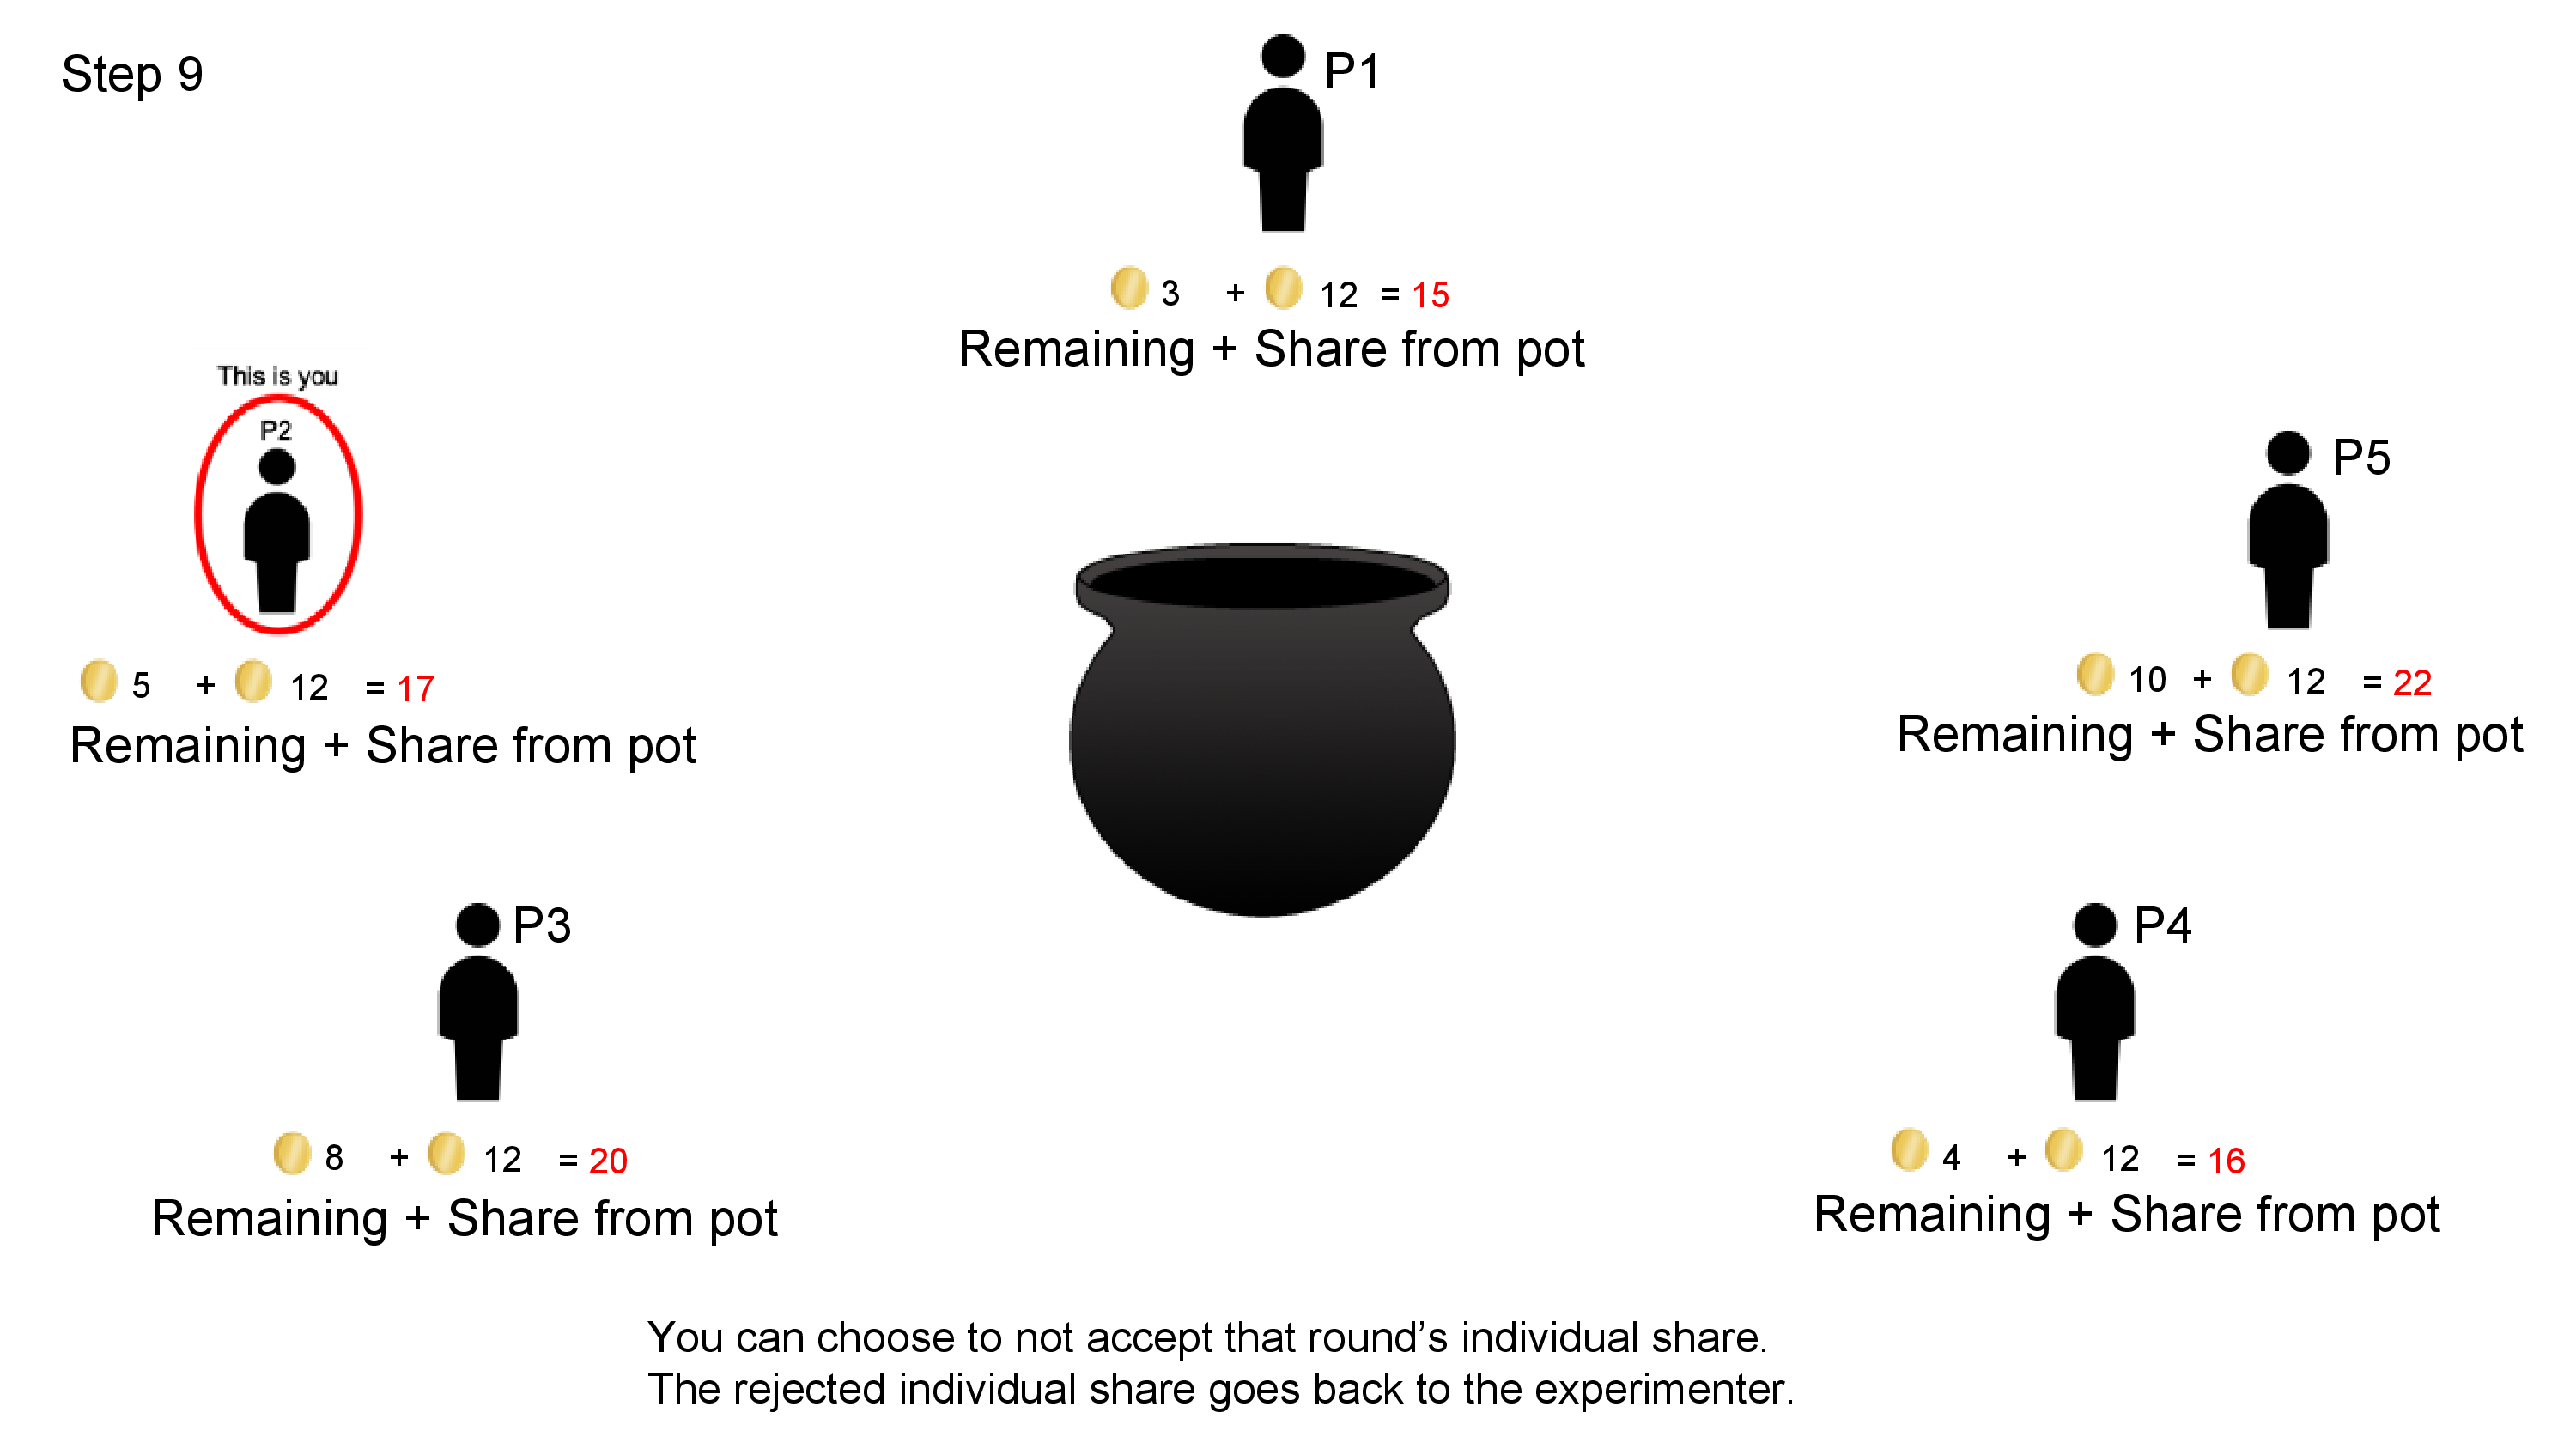 Step 9
P1
3 + 12 = 15
Remaining + Share from pot
This is you
P2
5 + 12 = 17
Remaining + Share from pot
P5
10 + 12 = 22
Remaining + Share from pot
P3
8 + 12 = 20
Remaining + Share from pot
P4
4 + 12 = 16
Remaining + Share from pot
You can choose to not accept that round’s individual share.
The rejected individual share goes back to the experimenter.